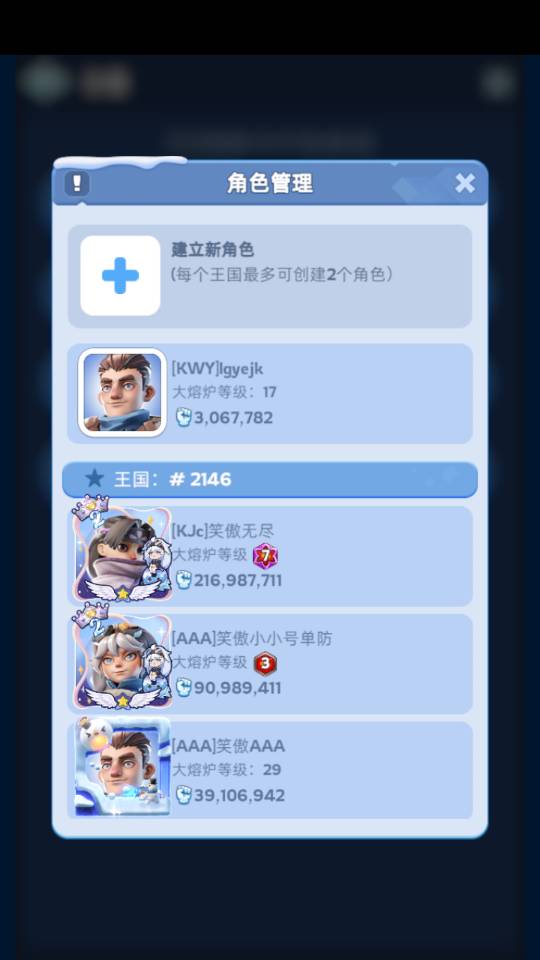 角色管理
建立新角色
(每个王国最多可创建2个角色)
[KWY]lgyejk
大熔炉等级：17
3,067,782
王国：# 2146
2
[KJc]笑傲无尽
大熔炉等级 7
216,987,711
2
[AAA]笑傲小小号单防
大熔炉等级 3
90,989,411
[AAA]笑傲AAA
大熔炉等级：29
39,106,942